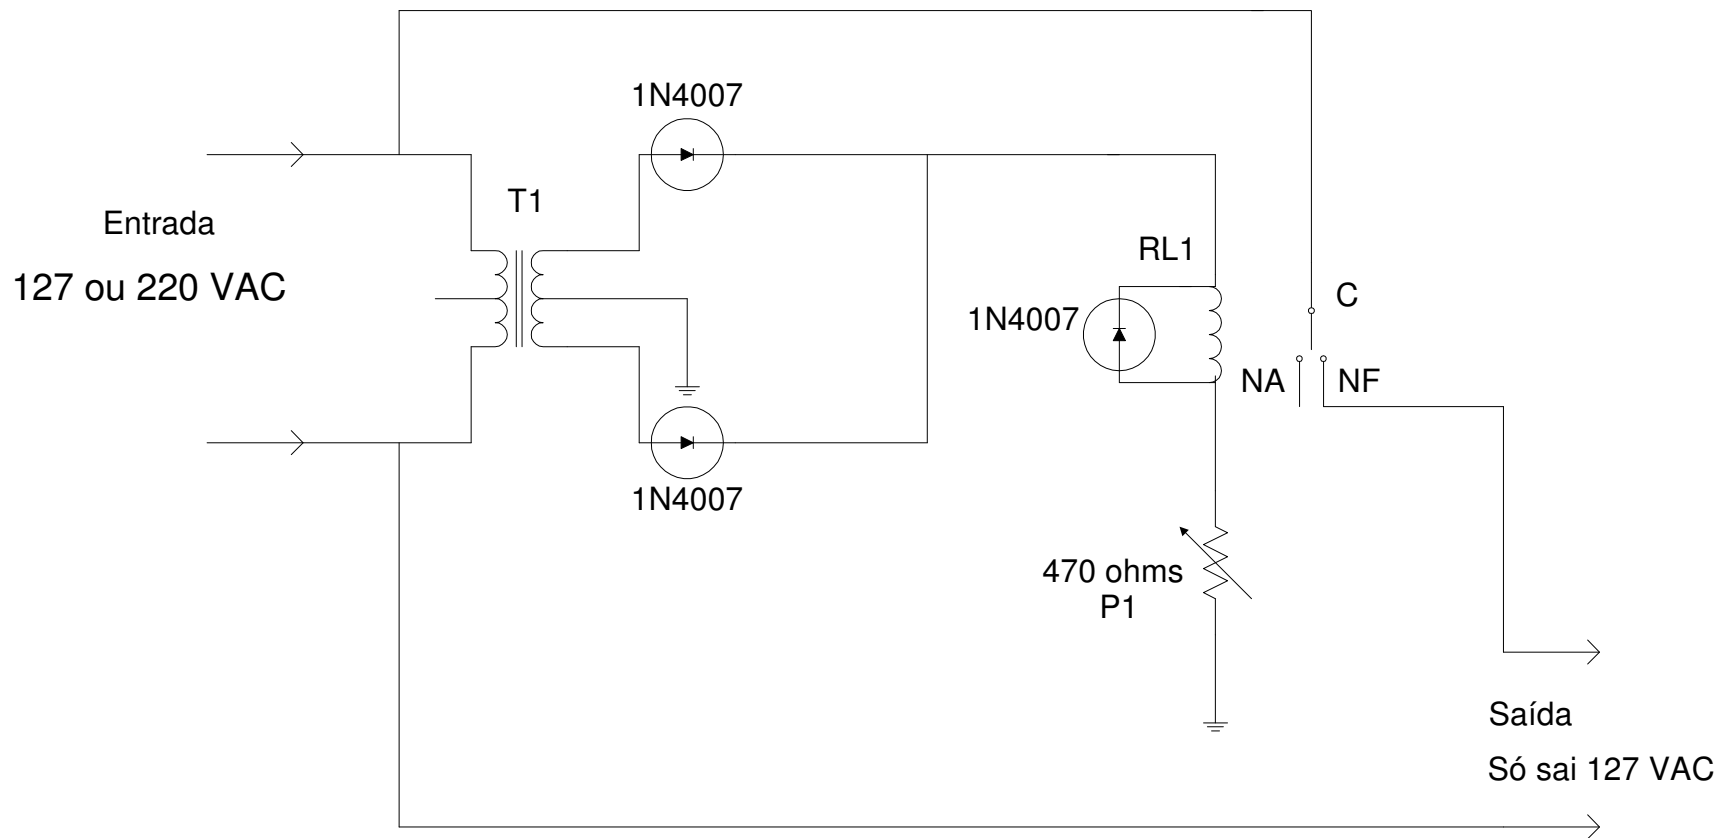 1N4007
T1
Entrada
127 ou 220 VAC
RL1
C
1N4007
NA
NF
1N4007
470 ohms
P1
Saída
Só sai 127 VAC